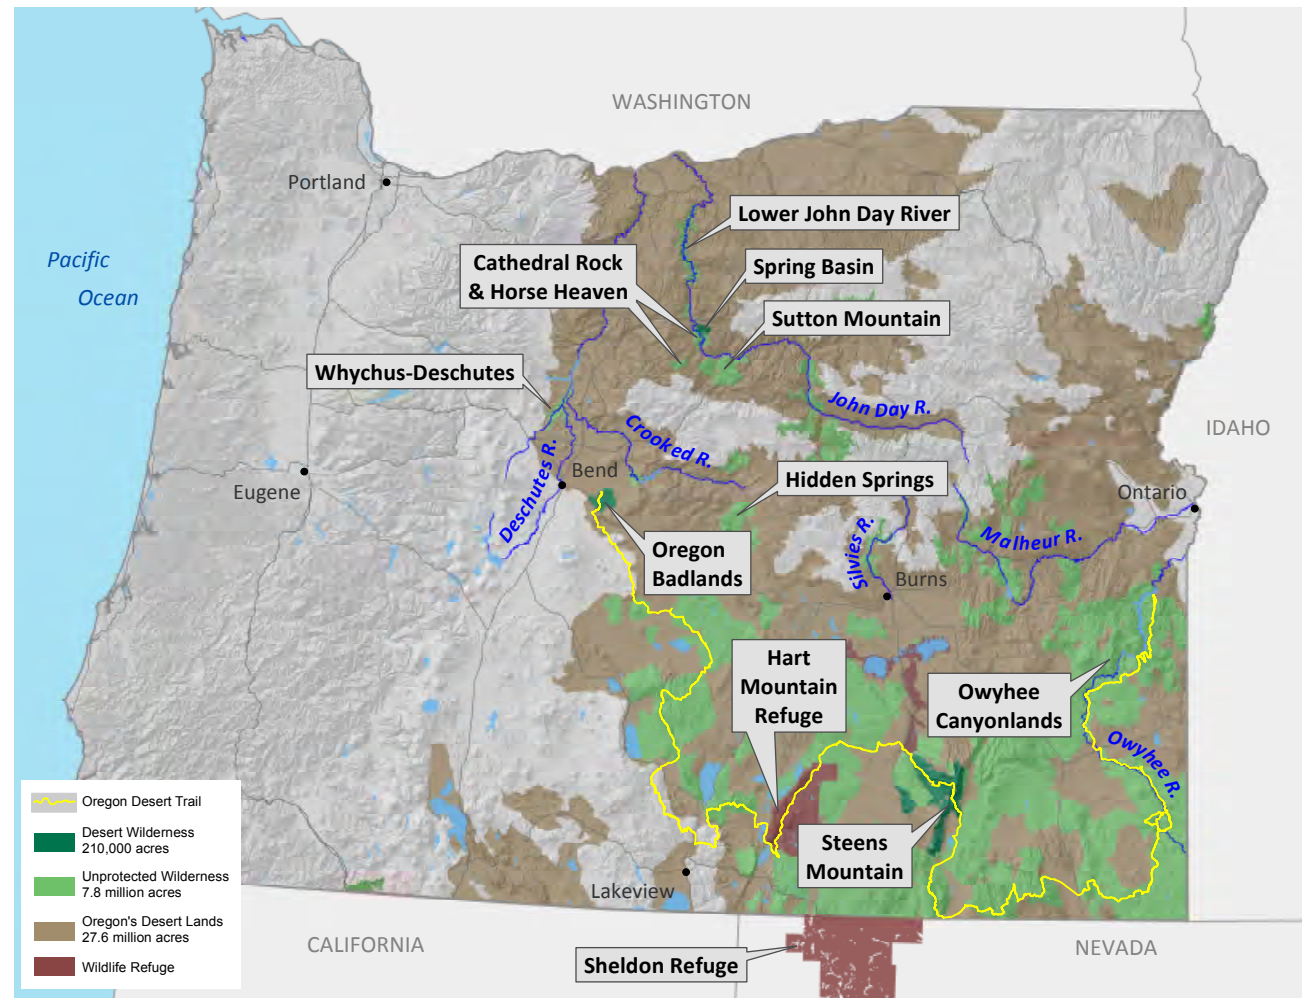 WASHINGTON
Portland
Lower John Day River
Pacific
Ocean
Cathedral Rock
& Horse Heaven
Spring Basin
Sutton Mountain
Whychus-Deschutes
John Day R.
Crooked R.
IDAHO
Deschutes R.
Bend
Eugene
Hidden Springs
Ontario
Oregon
Badlands
Silvies R.
Malheur R.
Burns
Hart
Mountain
Refuge
Owyhee
Canyonlands
Owyhee R.
Steens
Mountain
Lakeview
CALIFORNIA
NEVADA
Sheldon Refuge
Oregon Desert Trail
Desert Wilderness
210,000 acres
Unprotected Wilderness
7.8 million acres
Oregon's Desert Lands
27.6 million acres
Wildlife Refuge